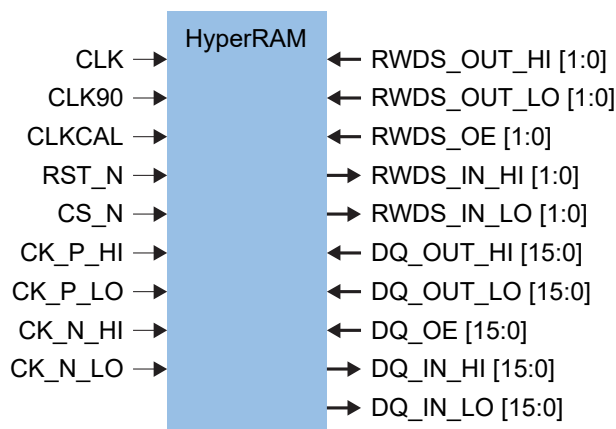 HyperRAM
CLK
CLK90
CLKCAL
RST_N
CS_N
CK_P_HI
CK_P_LO
CK_N_HI
CK_N_LO
RWDS_OUT_HI [1:0]
RWDS_OUT_LO [1:0]
RWDS_OE [1:0]
RWDS_IN_HI [1:0]
RWDS_IN_LO [1:0]
DQ_OUT_HI [15:0]
DQ_OUT_LO [15:0]
DQ_OE [15:0]
DQ_IN_HI [15:0]
DQ_IN_LO [15:0]